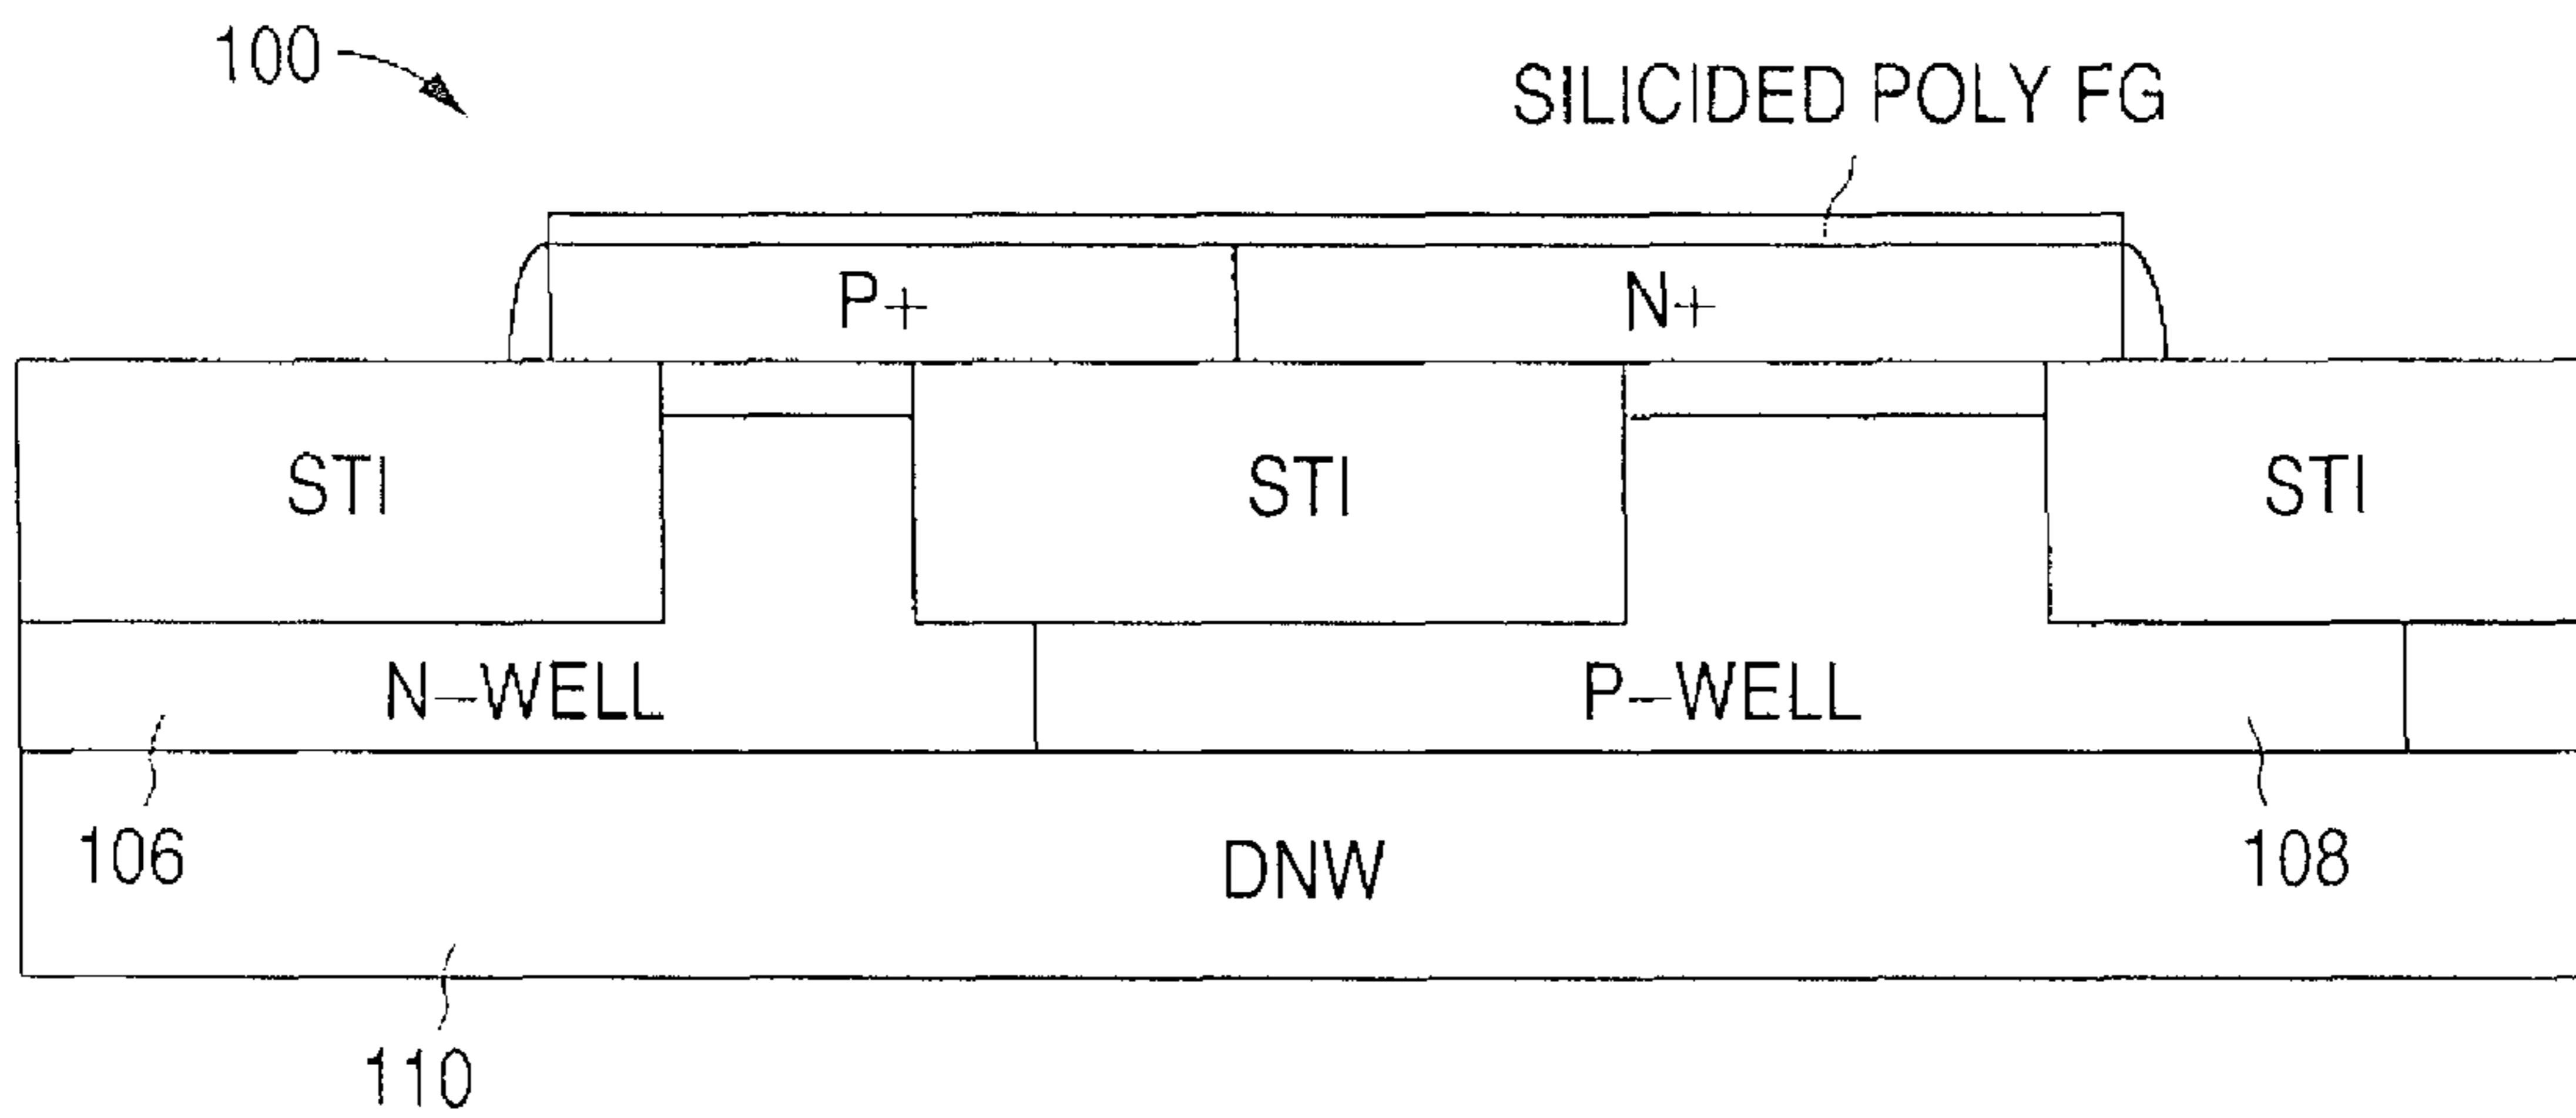 100
SILICIDED POLY FG
P+ N+
STI STI STI
N-WELL P-WELL
106 DNW 108
110